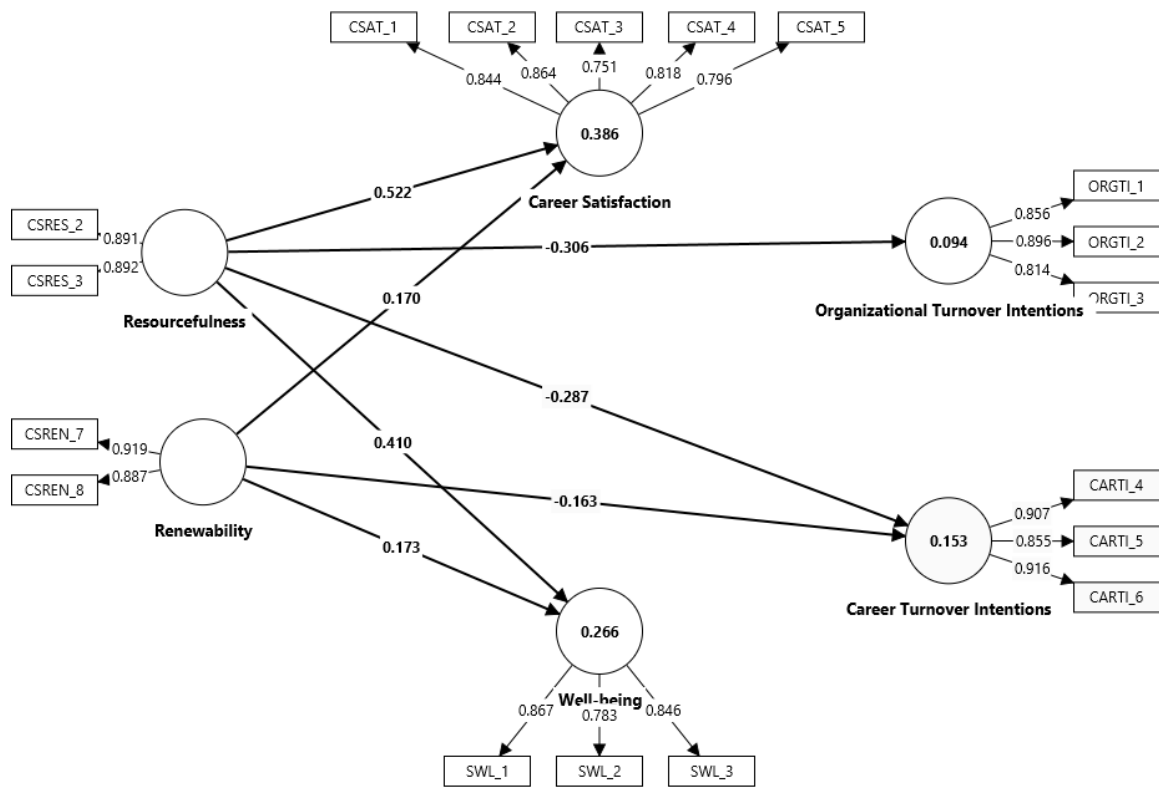 CSAT_1
CSAT_2
CSAT_3
CSAT_4
CSAT_5
0.844
0.864
0.751
0.818
0.796
0.386
Career Satisfaction
CSRES_2
CSRES_3
0.891
0.892
Resourcefulness
0.522
-0.306
0.170
-0.287
0.410
0.094
Organizational Turnover Intentions
0.856
0.896
0.814
ORGTI_1
ORGTI_2
ORGTI_3
CSREN_7
CSREN_8
0.919
0.887
Renewability
-0.163
0.173
0.153
Career Turnover Intentions
0.907
0.855
0.916
CARTI_4
CARTI_5
CARTI_6
0.266
Well-being
0.867
0.783
0.846
SWL_1
SWL_2
SWL_3